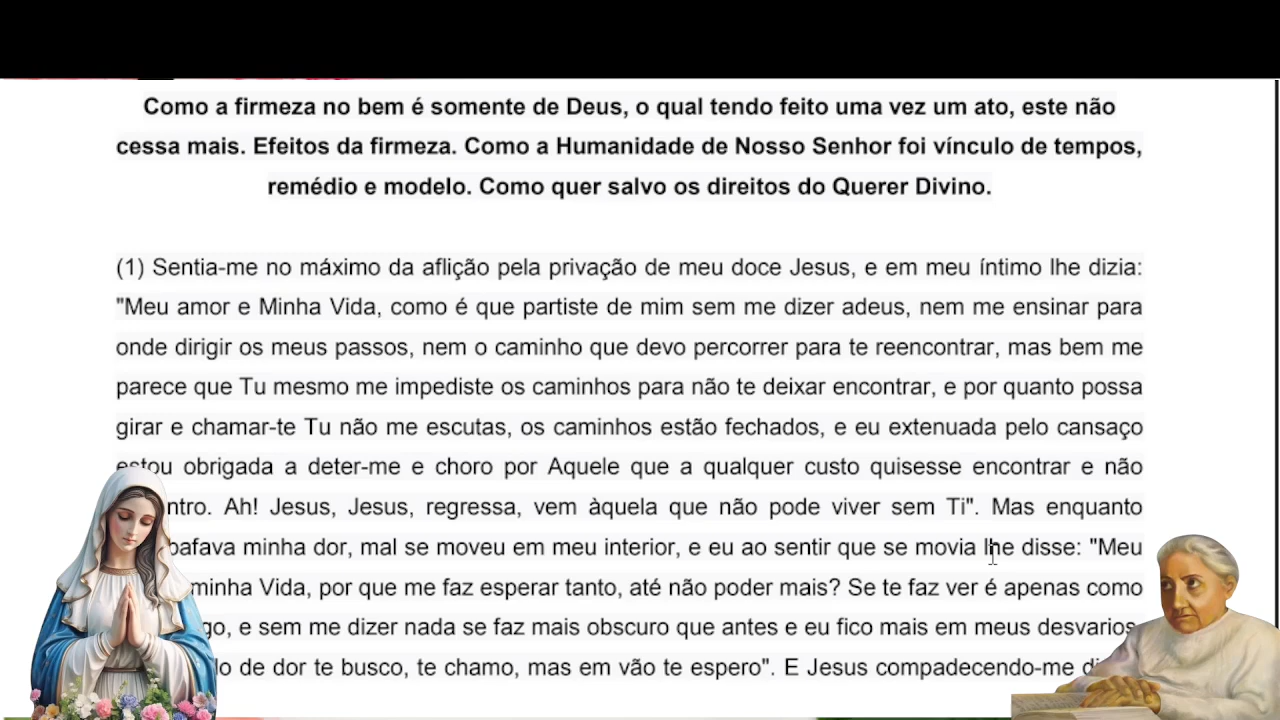 Como a firmeza no bem é somente de Deus, o qual tendo feito uma vez um ato, este não
cessa mais. Efeitos da firmeza. Como a Humanidade de Nosso Senhor foi vínculo de tempos,
remédio e modelo. Como quer salvo os direitos do Querer Divino.
(1) Sentia-me no máximo da aflição pela privação de meu doce Jesus, e em meu íntimo lhe dizia:
"Meu amor e Minha Vida, como é que partiste de mim sem me dizer adeus, nem me ensinar para
onde dirigir os meus passos, nem o caminho que devo percorrer para te reencontrar, mas bem me
parece que Tu mesmo me impediste os caminhos para não te deixar encontrar, e por quanto possa
girar e chamar-te Tu não me escutas, os caminhos estão fechados, e eu extenuada pelo cansaço
estou obrigada a deter-me e choro por Aquele que a qualquer custo quisesse encontrar e não
Ah! Jesus, Jesus, regressa, vem àquela que não pode viver sem Ti". Mas enquanto
minha dor, mal se moveu em meu interior, e eu ao sentir que se movia lhe disse: "Meu
minha Vida, por que me faz esperar tanto, até não poder mais? Se te faz ver é apenas como
e sem me dizer nada se faz mais obscuro que antes e eu fico mais em meus desvarios
de dor te busco, te chamo, mas em vão te espero". E Jesus compadecendo-me